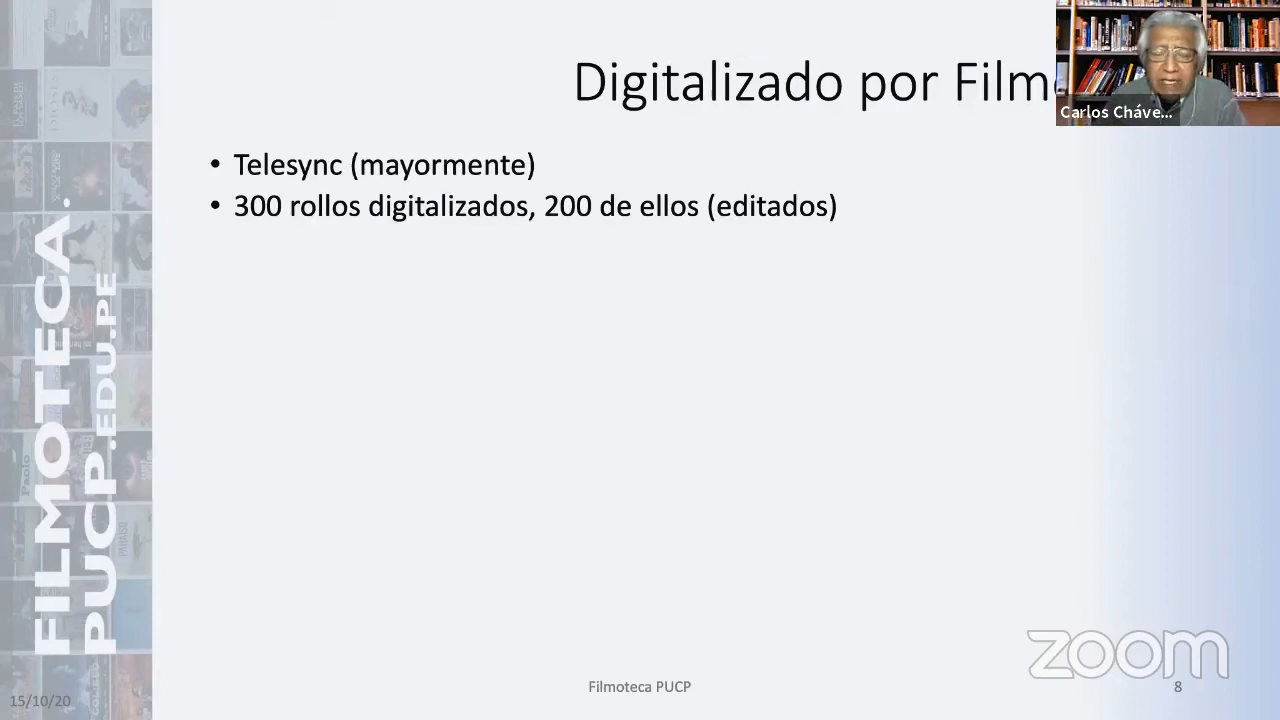 Digitalizado por Film
Carlos Cháve...
• Telesync (mayormente)
• 300 rollos digitalizados, 200 de ellos (editados)
FILMOTECA.
PUCP.EDU.PE
zoom
15/10/20
Filmoteca PUCP
8